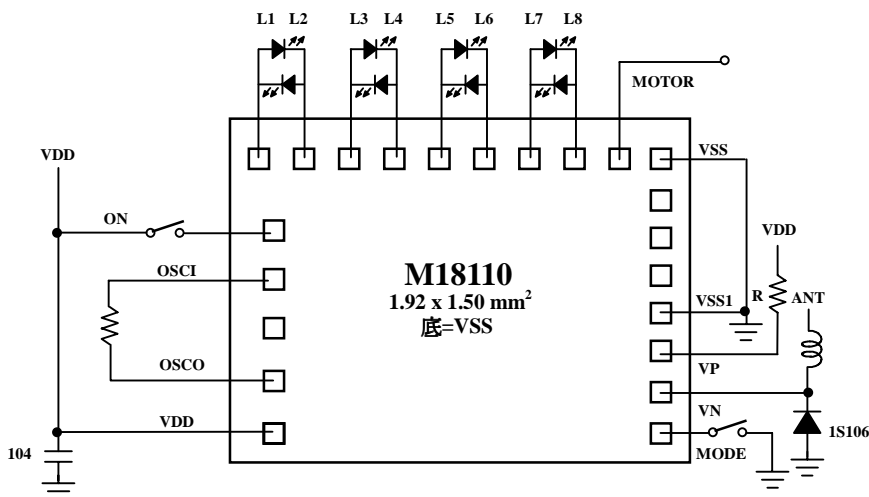 L1 L2 L3 L4 L5 L6 L7 L8
MOTOR
VDD
VSS
ON
VDD
OSCI
M18110
1.92 x 1.50 mm2
底=VSS
VSS1
R
ANT
OSCO
VP
VDD
VN
1S106
104
MODE